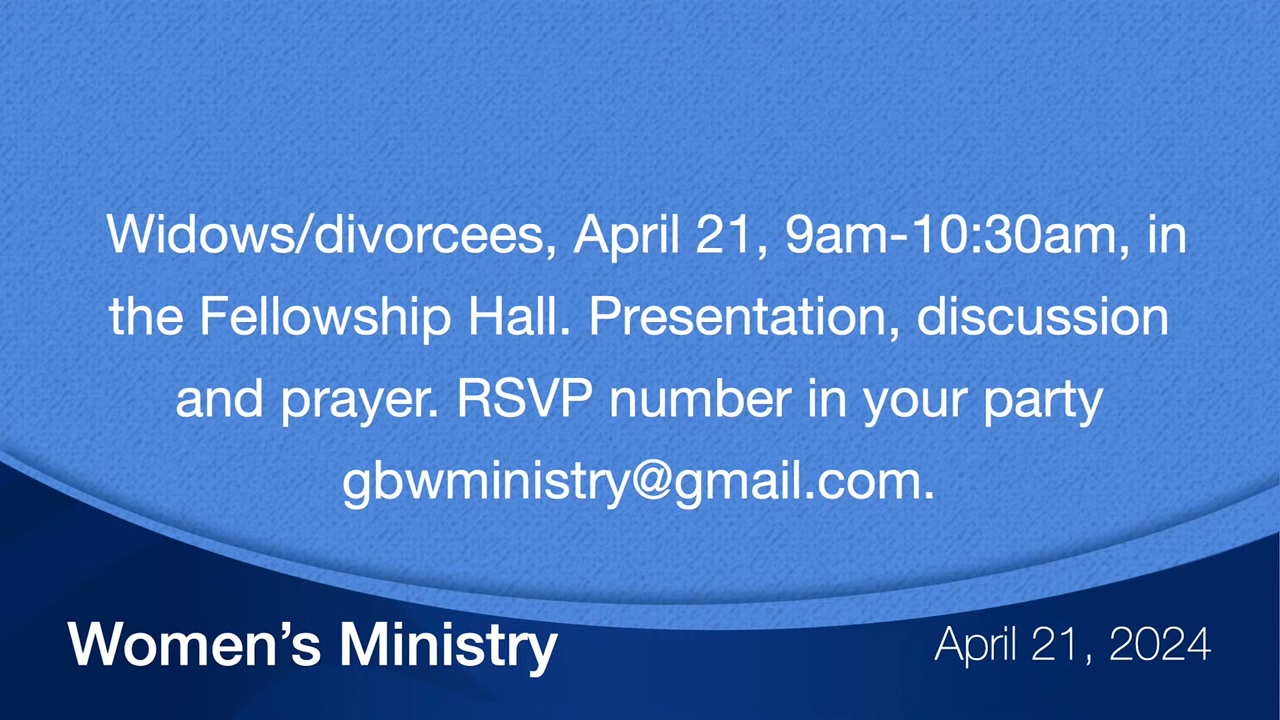 Widows/divorcees, April 21, 9am-10:30am, in
the Fellowship Hall. Presentation, discussion
and prayer. RSVP number in your party
gbwministry@gmail.com.
Women’s Ministry
April 21, 2024